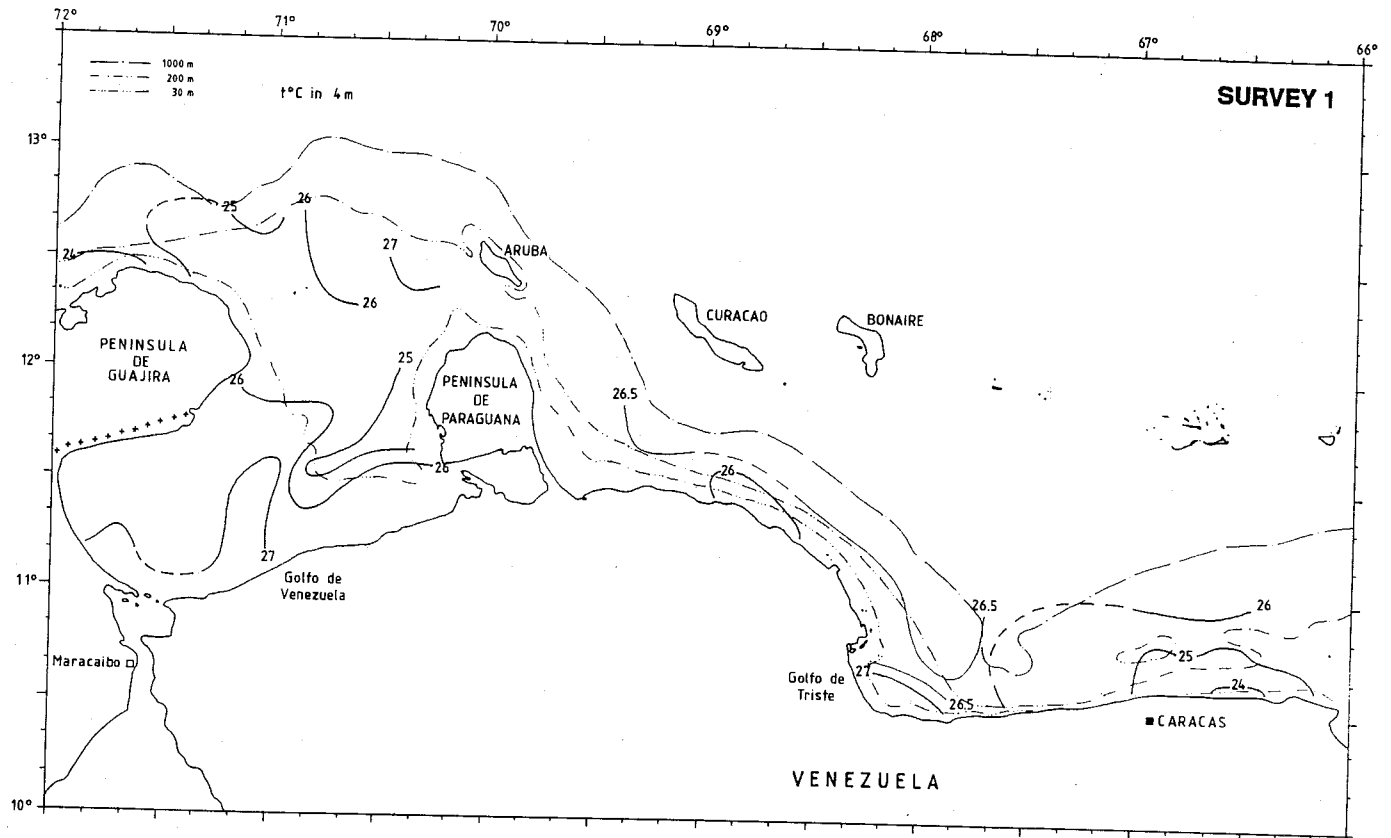 72°
71°
70°
69°
68°
67°
66°
1000 m
200 m
30 m
t°C in 4 m
SURVEY 1
13°
12°
11°
10°
25
26
27
26
24
ARUBA
CURACAO
BONAIRE
PENINSULA
DE
GUAJIRA
26
25
PENINSULA
DE
PARAGUANA
26.5
26
26
27
Golfo de
Venezuela
26.5
26
25
24
Maracaibo
Golfo de
Triste
27
26.5
CARACAS
VENEZUELA